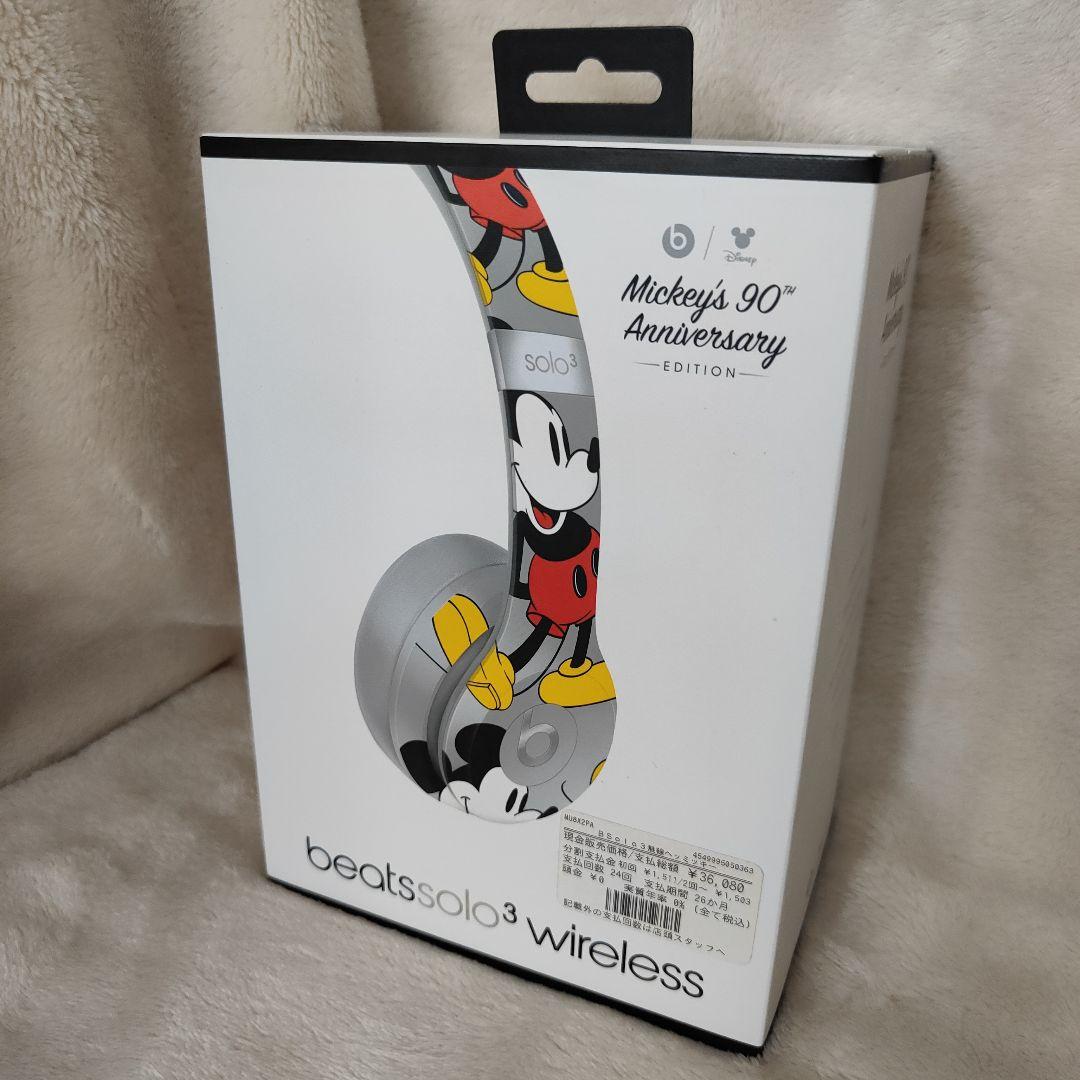 b
Disney
Mickey's 90TH
Anniversary
EDITION
solo3
b
beatssolo3 wireless
MU8X2PA
BSolo3無線ヘッミッキー
4549995050363
現金販売価格/支払総額 ¥36,080
分割支払金 初回 ¥1,511/2回~ ¥1,503
支払回数 24回 支払期間 26か月
頭金 ¥0 実質年率 0% (全て税込)
記載外の支払回数は店頭スタッフへ